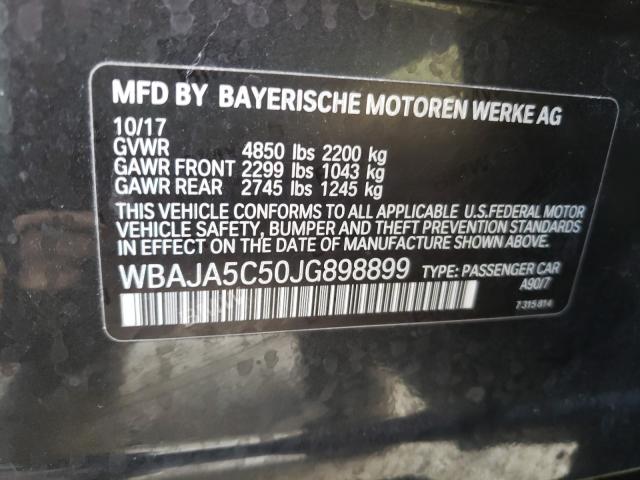 MFD BY BAYERISCHE MOTOREN WERKE AG
10/17
GVWR 4850 lbs 2200 kg
GAWR FRONT 2299 lbs 1043 kg
GAWR REAR 2745 lbs 1245 kg
THIS VEHICLE CONFORMS TO ALL APPLICABLE U.S.FEDERAL MOTOR
VEHICLE SAFETY, BUMPER AND THEFT PREVENTION STANDARDS
IN EFFECT ON THE DATE OF MANUFACTURE SHOWN ABOVE.
WBAJA5C50JG898899 TYPE: PASSENGER CAR
A90/7
7315814